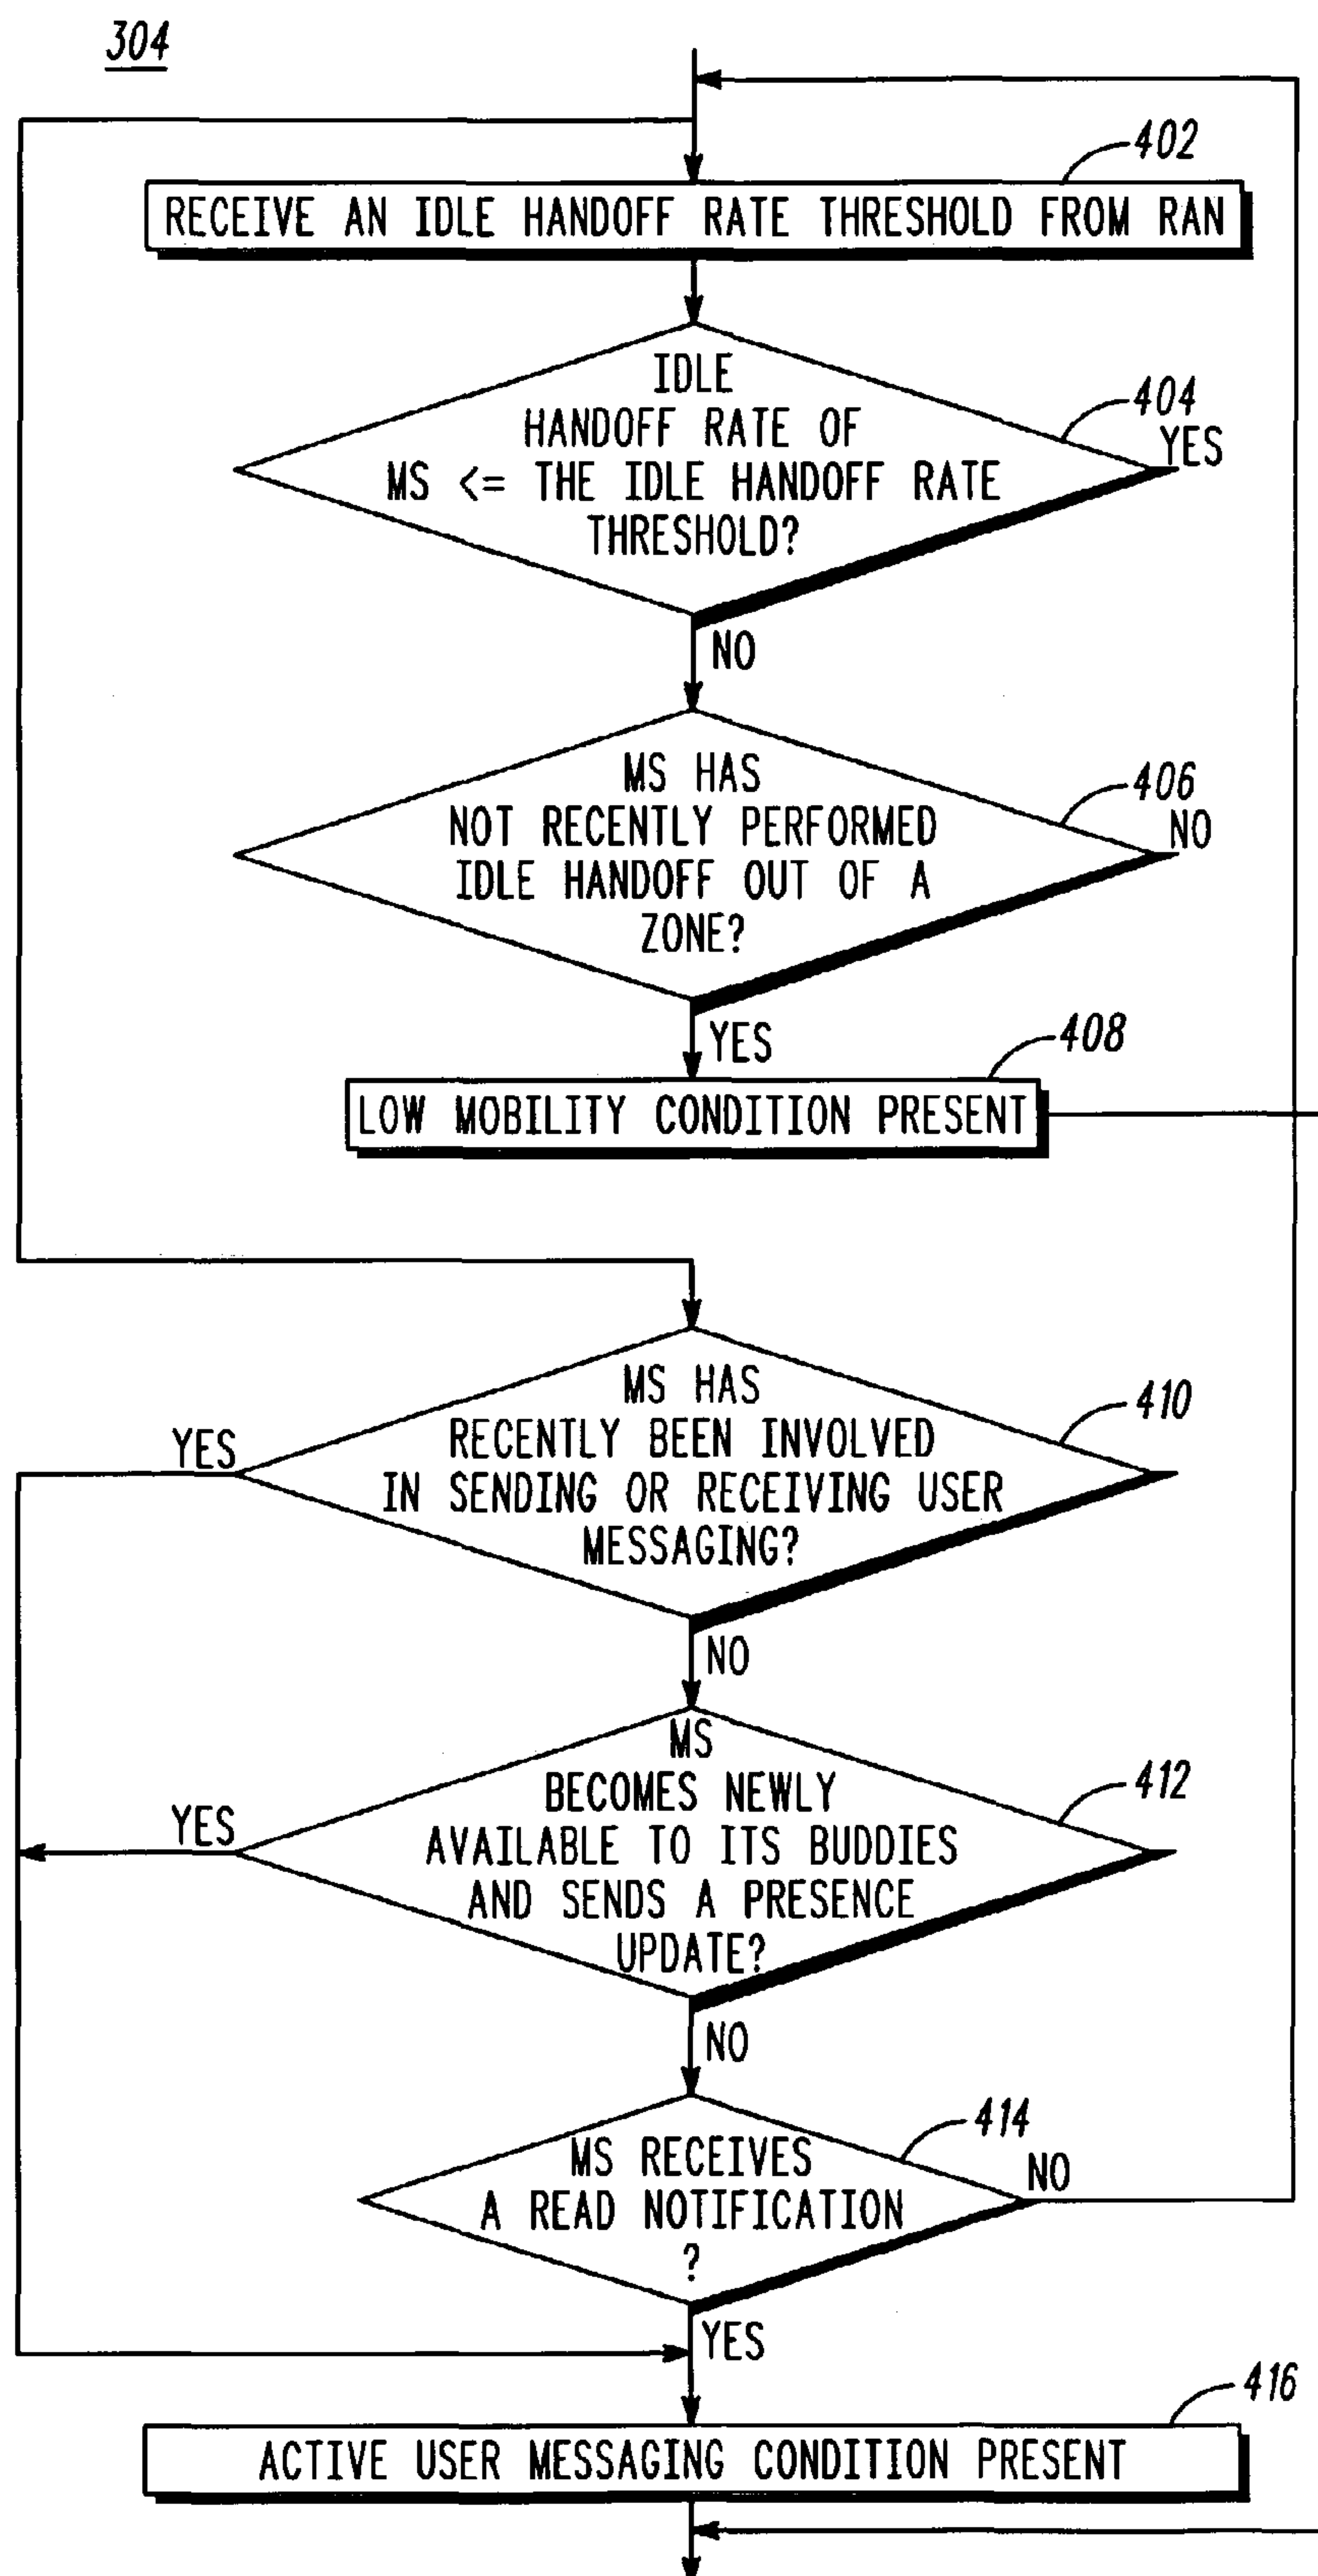 304
402
RECEIVE AN IDLE HANDOFF RATE THRESHOLD FROM RAN
IDLE
HANDOFF RATE OF
MS <= THE IDLE HANDOFF RATE
THRESHOLD?
404
YES
NO
MS HAS
NOT RECENTLY PERFORMED
IDLE HANDOFF OUT OF A
ZONE?
406
NO
YES
408
LOW MOBILITY CONDITION PRESENT
MS HAS
RECENTLY BEEN INVOLVED
IN SENDING OR RECEIVING USER
MESSAGING?
410
YES
NO
MS
BECOMES NEWLY
AVAILABLE TO ITS BUDDIES
AND SENDS A PRESENCE
UPDATE?
412
YES
NO
MS RECEIVES
A READ NOTIFICATION
?
414
NO
YES
416
ACTIVE USER MESSAGING CONDITION PRESENT